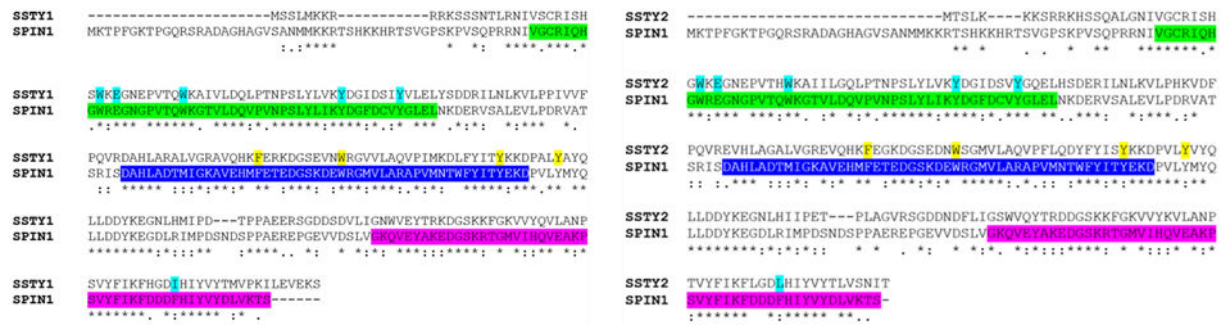 SSTY1 ----------------------MSSLMKKR-----------RRKSSSNTLRNIVSCRISH
SPIN1 MKTPFGKTPGQRSRADAGHAGVSANMMKKRTSHKKHRTSVGPSKPVSQPRRNIVGCRIQH
:.:**** * *: ***.***.*
SSTY1 SWKEGNEPVTQWKAIVLDQLPTNPSLYLVKYDGIDSIYVLELYSDDRILNLKVLPPIVVF
SPIN1 GWREGNGPVTQWKGTVLDQVPVNPSLYLIKYDGFDCVYGLELNKDERVSALEVLPDRVAT
.*:*** ******. ****:*.******:****:*.:* *** .*:*: *:*** *.
SSTY1 PQVRDAHLARALVGRAVQHKFERKDGSEVNWRGVVLAQVPIMKDLFYITYKKDPALYAYQ
SPIN1 SRISDAHLADTMIGKAVEHMFETEDGSKDEWRGMVLARAPVMNTWFYITYEKDPVLYMYQ
:: ***** :::*:**:* ** :***: :***:***:.*:*: *****:***.** **
SSTY1 LLDDYKEGNLHMIPD---TPPAEERSGDDSDVLIGNWVEYTRKDGSKKFGKVVYQVLANP
SPIN1 LLDDYKEGDLRIMPDSNDSPPAEREPGEVVDSLVGKQVEYAKEDGSKRTGMVIHQVEAKP
********:*::** :****.. *: * *:*: ***:::****: * *::** *:*
SSTY1 SVYFIKFHGDIHIYVYTMVPKILEVEKS
SPIN1 SVYFIKFDDDFHIYVYDLVKTS------
*******. *:***** :* .
SSTY2 -----------------------------MTSLK----KKSRRKHSSQALGNIVGCRISH
SPIN1 MKTPFGKTPGQRSRADAGHAGVSANMMKKRTSHKKHRTSVGPSKPVSQPRRNIVGCRIQH
** * . . * **. *******.*
SSTY2 GWKEGNEPVTHWKAIILGQLPTNPSLYLVKYDGIDSVYGQELHSDERILNLKVLPHKVDF
SPIN1 GWREGNGPVTQWKGTVLDQVPVNPSLYLIKYDGFDCVYGLELNKDERVSALEVLPDRVAT
**:*** ***:**. :*.*:*.******:****:*.*** **:.***: *:***.:*
SSTY2 PQVREVHLAGALVGREVQHKFEGKDGSEDNWSGMVLAQVPFLQDYFYISYKKDPVLYVYQ
SPIN1 SRISDAHLADTMIGKAVEHMFETEDGSKDEWRGMVLARAPVMNTWFYITYEKDPVLYMYQ
:: :.***.:::*: *:* ** :***:*:* *****:.*.:: ***:*:****** **
SSTY2 LLDDYKEGNLHIIPET---PLAGVRSGDDNDFLIGSWVQYTRDDGSKKFGKVVYKVLANP
SPIN1 LLDDYKEGDLRIMPDSNDSPPAEREPGEVVDSLVGKQVEYAKEDGSKRTGMVIHQVEAKP
********:*:*:*:: * * .*: * *:*. *:*::.****: * *:::* *:*
SSTY2 TVYFIKFLGDLHIYVYTLVSNIT
SPIN1 SVYFIKFDDDFHIYVYDLVKTS-
:****** .*:***** **..